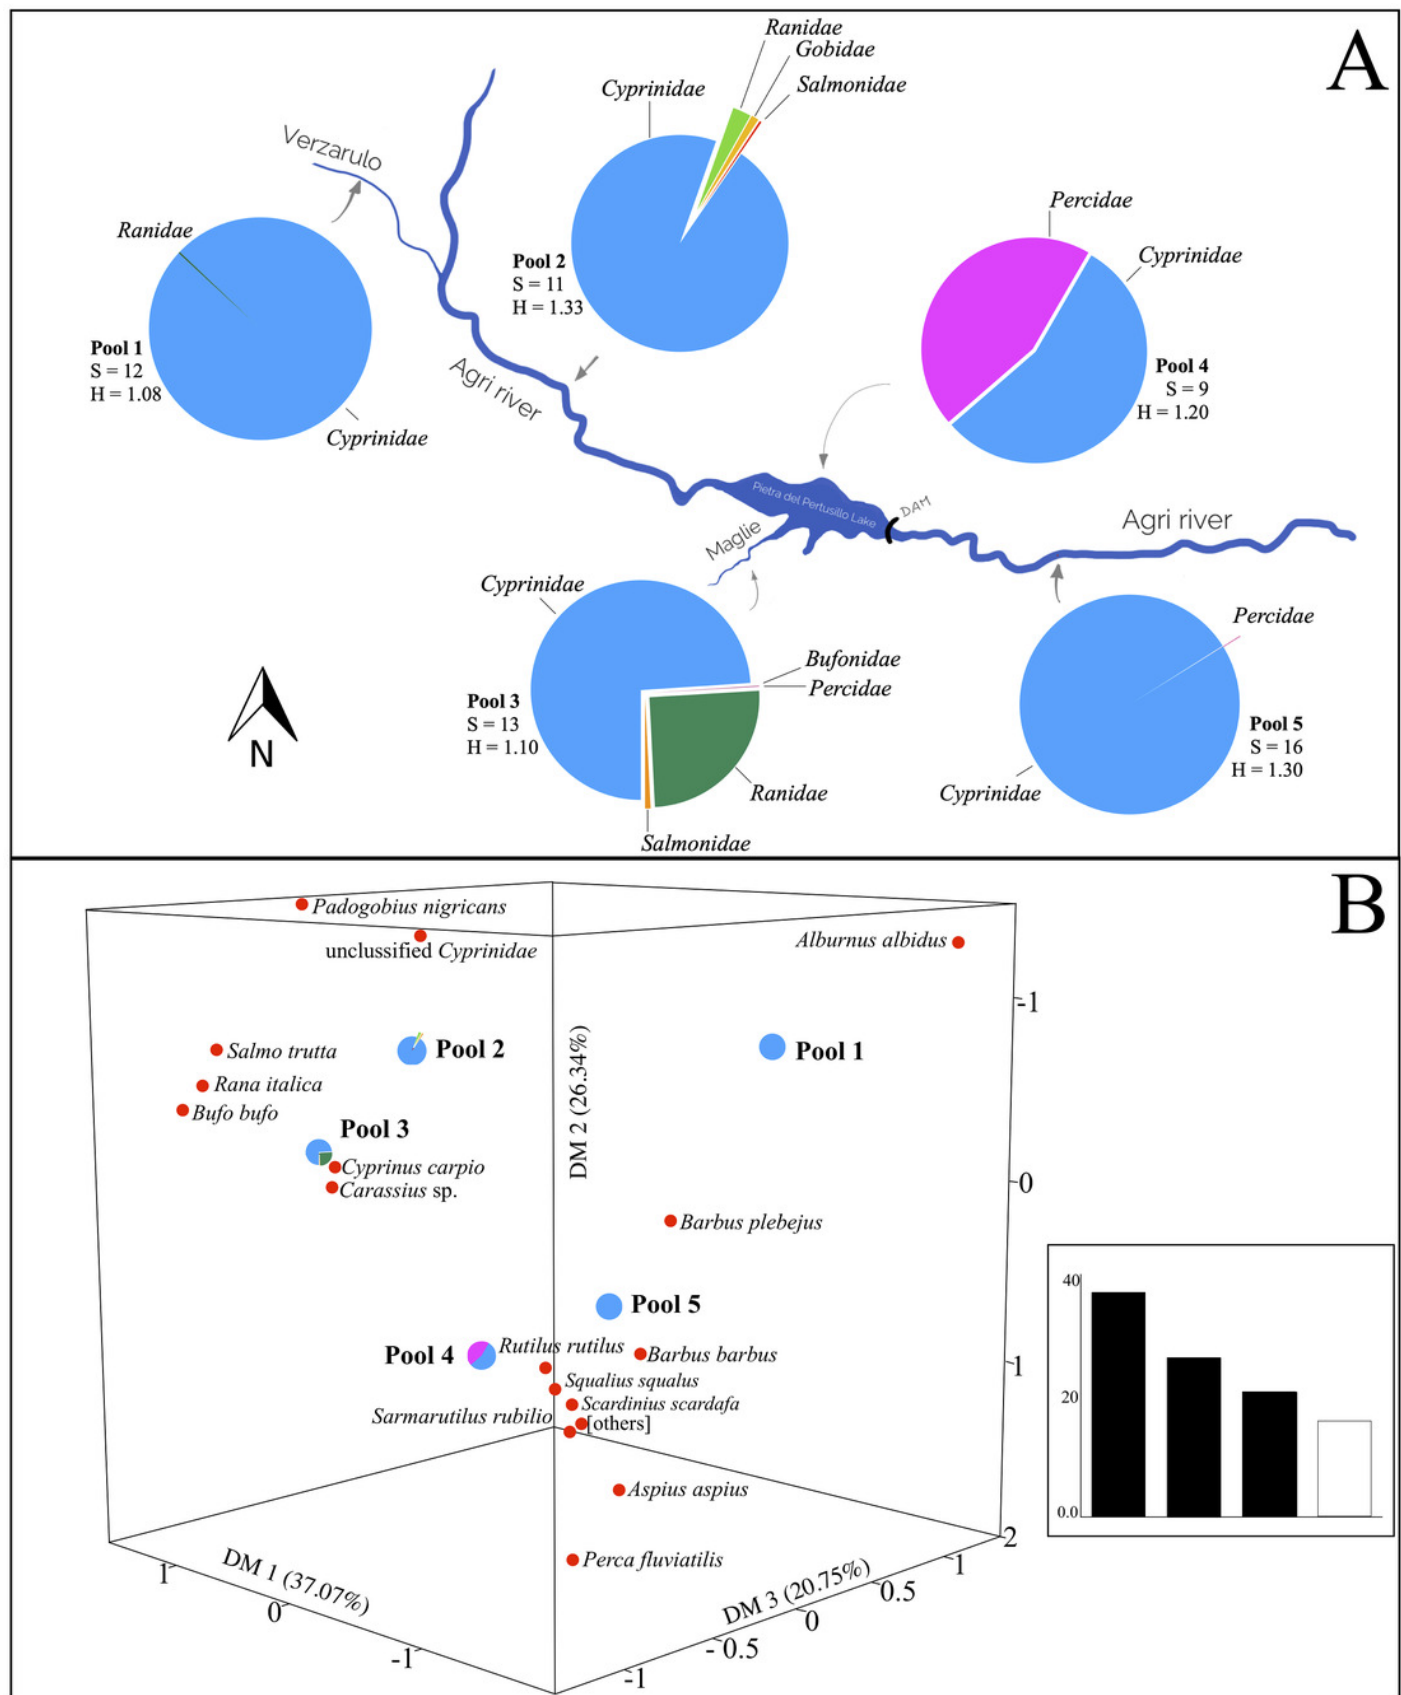 A
Ranidae
Gobidae
Salmonidae
Cyprinidae
Verzarulo
Ranidae
Pool 1
S = 12
H = 1.08
Cyprinidae
Pool 2
S = 11
H = 1.33
Percidae
Cyprinidae
Pool 4
S = 9
H = 1.20
Agri river
Pietra del Pertusillo Lake
DAM
Maglie
Agri river
Cyprinidae
Pool 3
S = 13
H = 1.10
Bufonidae
Percidae
Ranidae
Salmonidae
Percidae
Pool 5
S = 16
H = 1.30
Cyprinidae
N
B
Padogobius nigricans
unclussified Cyprinidae
Alburnus albidus
Salmo trutta
Rana italica
Bufo bufo
Pool 2
Pool 1
Pool 3
Cyprinus carpio
Carassius sp.
DM 2 (26.34%)
-1
0
1
2
Barbus plebejus
Pool 5
Pool 4
Rutilus rutilus
Barbus barbus
Squalius squalus
Scardinius scardafa
Sarmarutilus rubilio
[others]
Aspius aspius
Perca fluviatilis
DM 1 (37.07%)
1
0
-1
DM 3 (20.75%)
-1
- 0.5
0
0.5
1
40
20
0.0